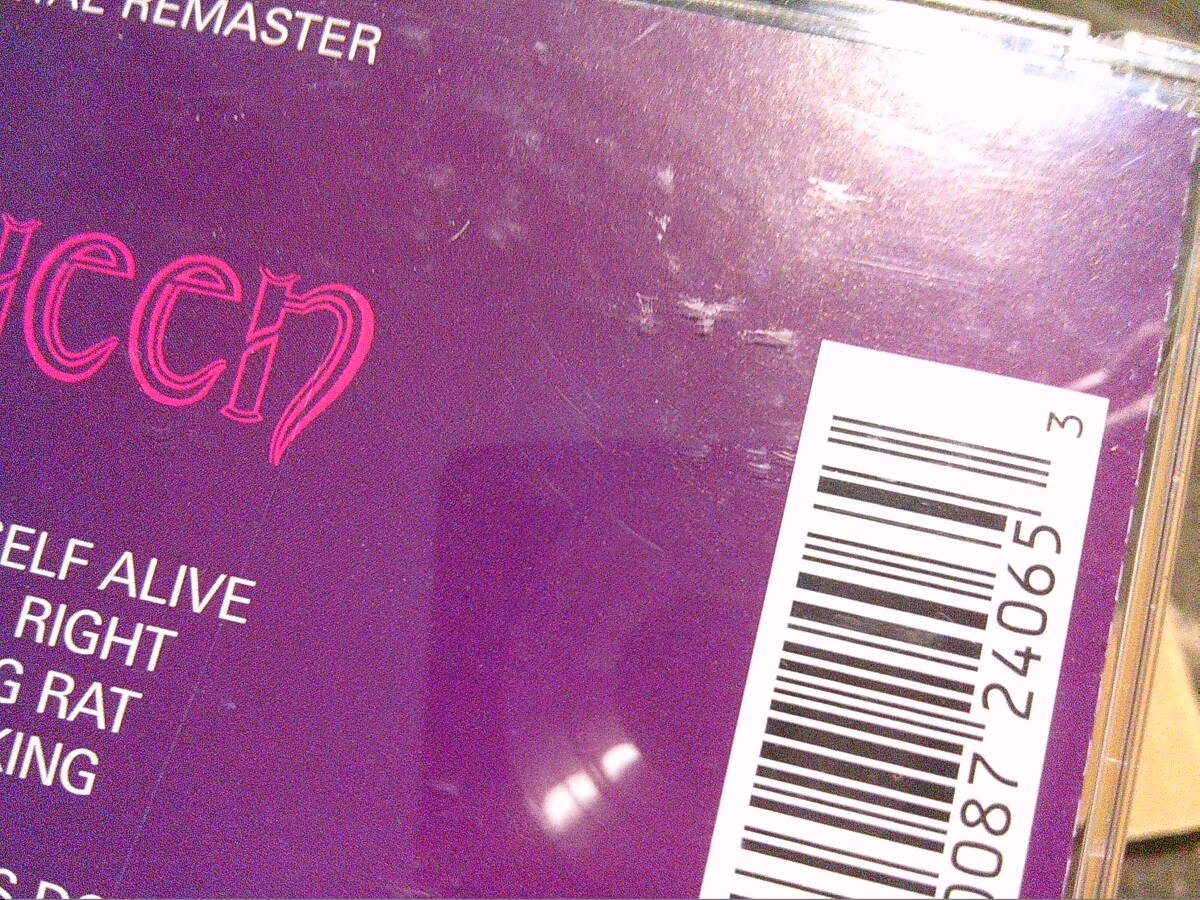 REMASTER
ueen
ELF ALIVE
RIGHT
G RAT
KING
0087 24065 3